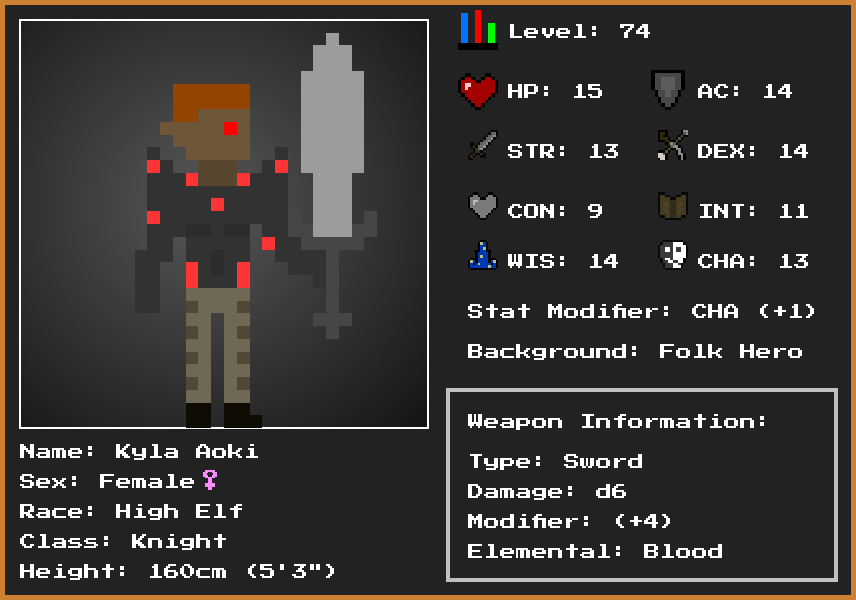 Level: 74
HP: 15 AC: 14
STR: 13 DEX: 14
CON: 9 INT: 11
WIS: 14 CHA: 13
Stat Modifier: CHA (+1)
Background: Folk Hero
Name: Kyla Aoki
Sex: Female♀
Race: High Elf
Class: Knight
Height: 160cm (5'3")
Weapon Information:
Type: Sword
Damage: d6
Modifier: (+4)
Elemental: Blood